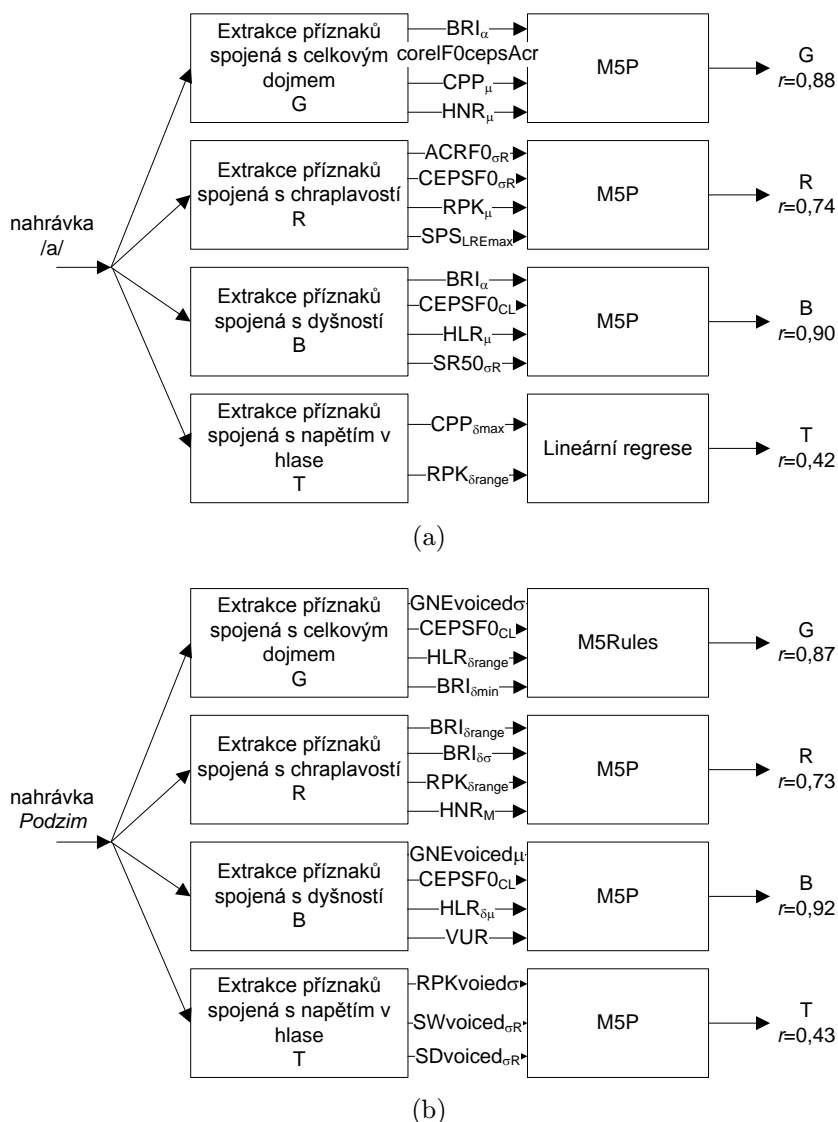 Extrakce příznaků
spojená s celkovým
dojmem
G
BRIα
corelF0cepsAcr
CPPμ
HNRμ
M5P
G
r=0,88
Extrakce příznaků
spojená s chraplavostí
R
ACRF0σR
CEPSF0σR
RPKμ
SPSLREmax
M5P
R
r=0,74
nahrávka
/a/
Extrakce příznaků
spojená s dyšností
B
BRIα
CEPSF0CL
HLRμ
SR50σR
M5P
B
r=0,90
Extrakce příznaků
spojená s napětím v
hlase
T
CPPδmax
RPKδrange
Lineární regrese
T
r=0,42
(a)
Extrakce příznaků
spojená s celkovým
dojmem
G
GNEvoicedσ
CEPSF0CL
HLRδrange
BRIδmin
M5Rules
G
r=0,87
Extrakce příznaků
spojená s chraplavostí
R
BRIδrange
BRIδσ
RPKδrange
HNRM
M5P
R
r=0,73
nahrávka
Podzim
Extrakce příznaků
spojená s dyšností
B
GNEvoicedμ
CEPSF0CL
HLRδμ
VUR
M5P
B
r=0,92
Extrakce příznaků
spojená s napětím v
hlase
T
RPKvoiedσ
SWvoicedσR
SDvoicedσR
M5P
T
r=0,43
(b)